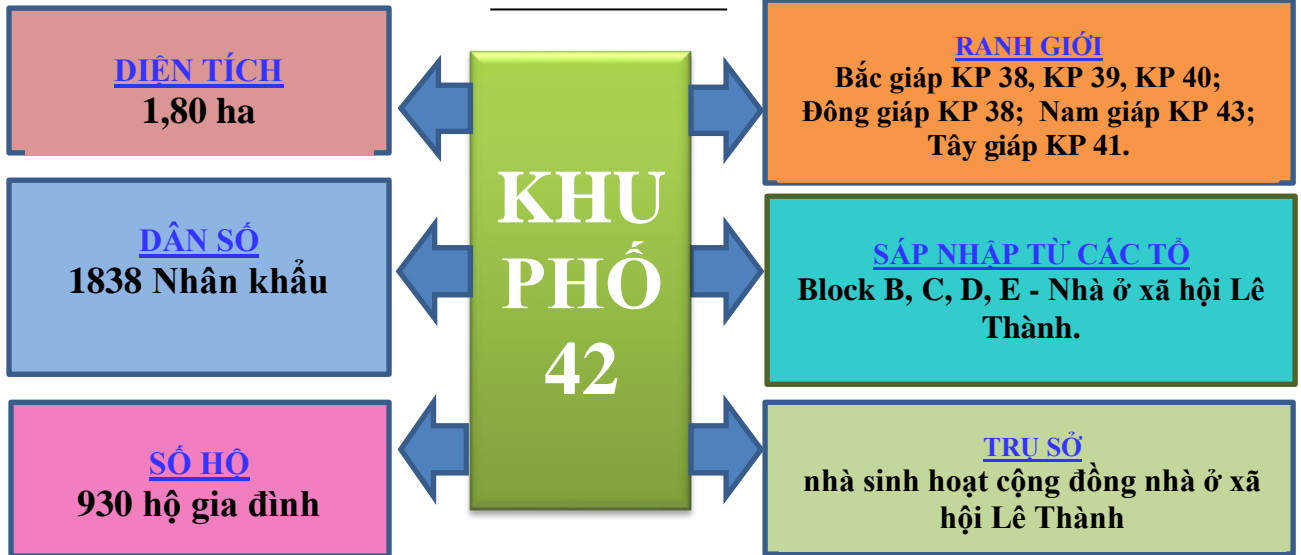 DIỆN TÍCH
1,80 ha
DÂN SỐ
1838 Nhân khẩu
SỐ HỘ
930 hộ gia đình
KHU
PHỐ
42
RANH GIỚI
Bắc giáp KP 38, KP 39, KP 40;
Đông giáp KP 38; Nam giáp KP 43;
Tây giáp KP 41.
SÁP NHẬP TỪ CÁC TỔ
Block B, C, D, E - Nhà ở xã hội Lê
Thành.
TRỤ SỞ
nhà sinh hoạt cộng đồng nhà ở xã
hội Lê Thành